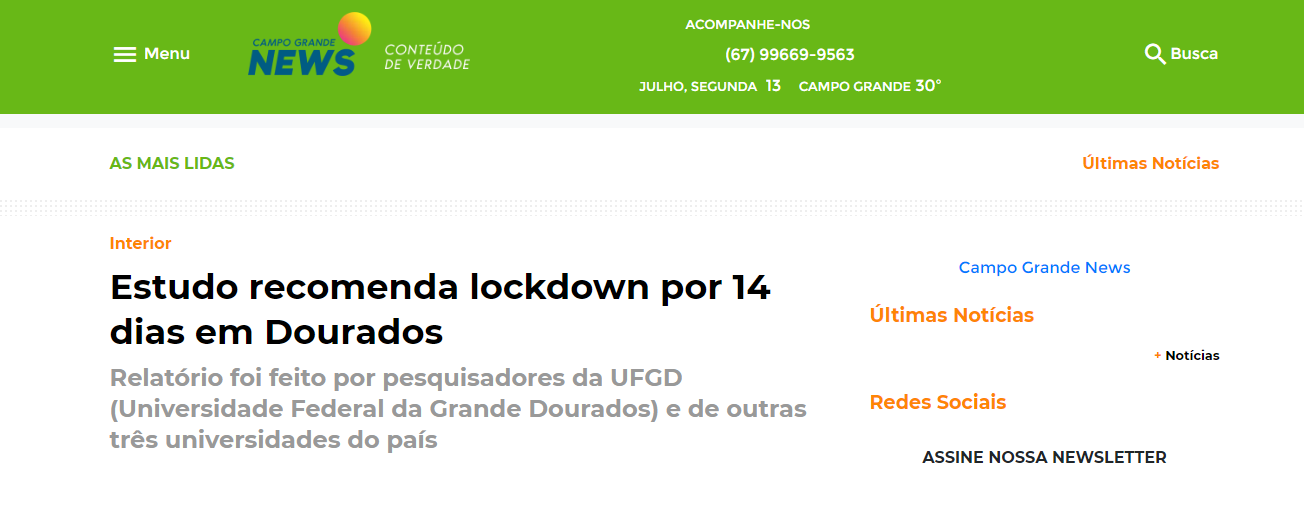 Menu
CAMPO GRANDE
NEWS
CONTEÚDO
DE VERDADE
ACOMPANHE-NOS
(67) 99669-9563
JULHO, SEGUNDA 13 CAMPO GRANDE 30°
Busca
AS MAIS LIDAS
Últimas Notícias
Interior
Estudo recomenda lockdown por 14
dias em Dourados
Relatório foi feito por pesquisadores da UFGD
(Universidade Federal da Grande Dourados) e de outras
três universidades do país
Campo Grande News
Últimas Notícias
+ Notícias
Redes Sociais
ASSINE NOSSA NEWSLETTER